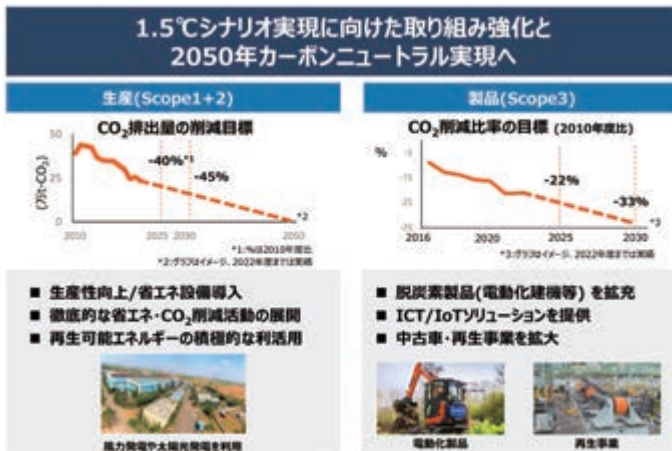 1.5℃シナリオ実現に向けた取り組み強化と
2050年カーボンニュートラル実現へ
生産(Scope1+2)
CO₂排出量の削減目標
(万t-CO₂)
50
25
0
-40%*¹
-45%
*2
2050
2025
2030
2050
*1:%は2010年度比
*2:グラフはイメージ、2022年度までは実績
■ 生産性向上/省エネ設備導入
■ 徹底的な省エネ・CO₂削減活動の展開
■ 再生可能エネルギーの積極的な利活用
風力発電や太陽光発電を利用
製品(Scope3)
CO₂削減比率の目標 (2010年度比)
%
-5
-15
-25
-22%
-33%
*3
2016
2020
2025
2030
*3:グラフはイメージ、2022年度までは実績
■ 脱炭素製品(電動化建機等) を拡充
■ ICT/IoTソリューションを提供
■ 中古車・再生事業を拡大
電動化製品
再生事業